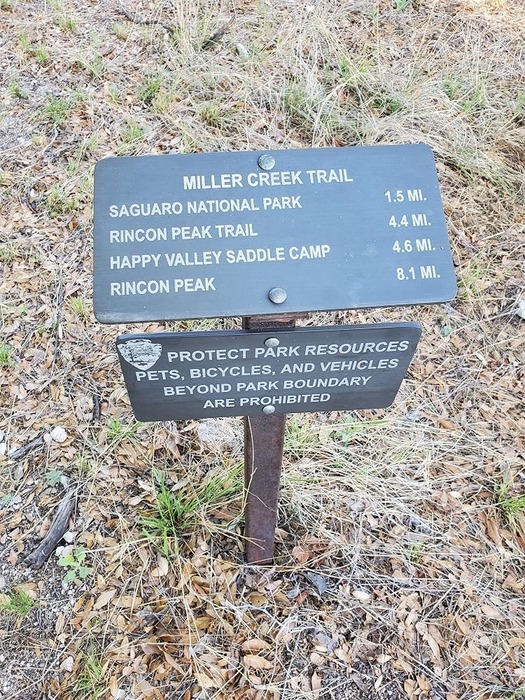 MILLER CREEK TRAIL
SAGUARO NATIONAL PARK 1.5 MI.
RINCON PEAK TRAIL 4.4 MI.
HAPPY VALLEY SADDLE CAMP 4.6 MI.
RINCON PEAK 8.1 MI.
PROTECT PARK RESOURCES
PETS, BICYCLES, AND VEHICLES
BEYOND PARK BOUNDARY
ARE PROHIBITED